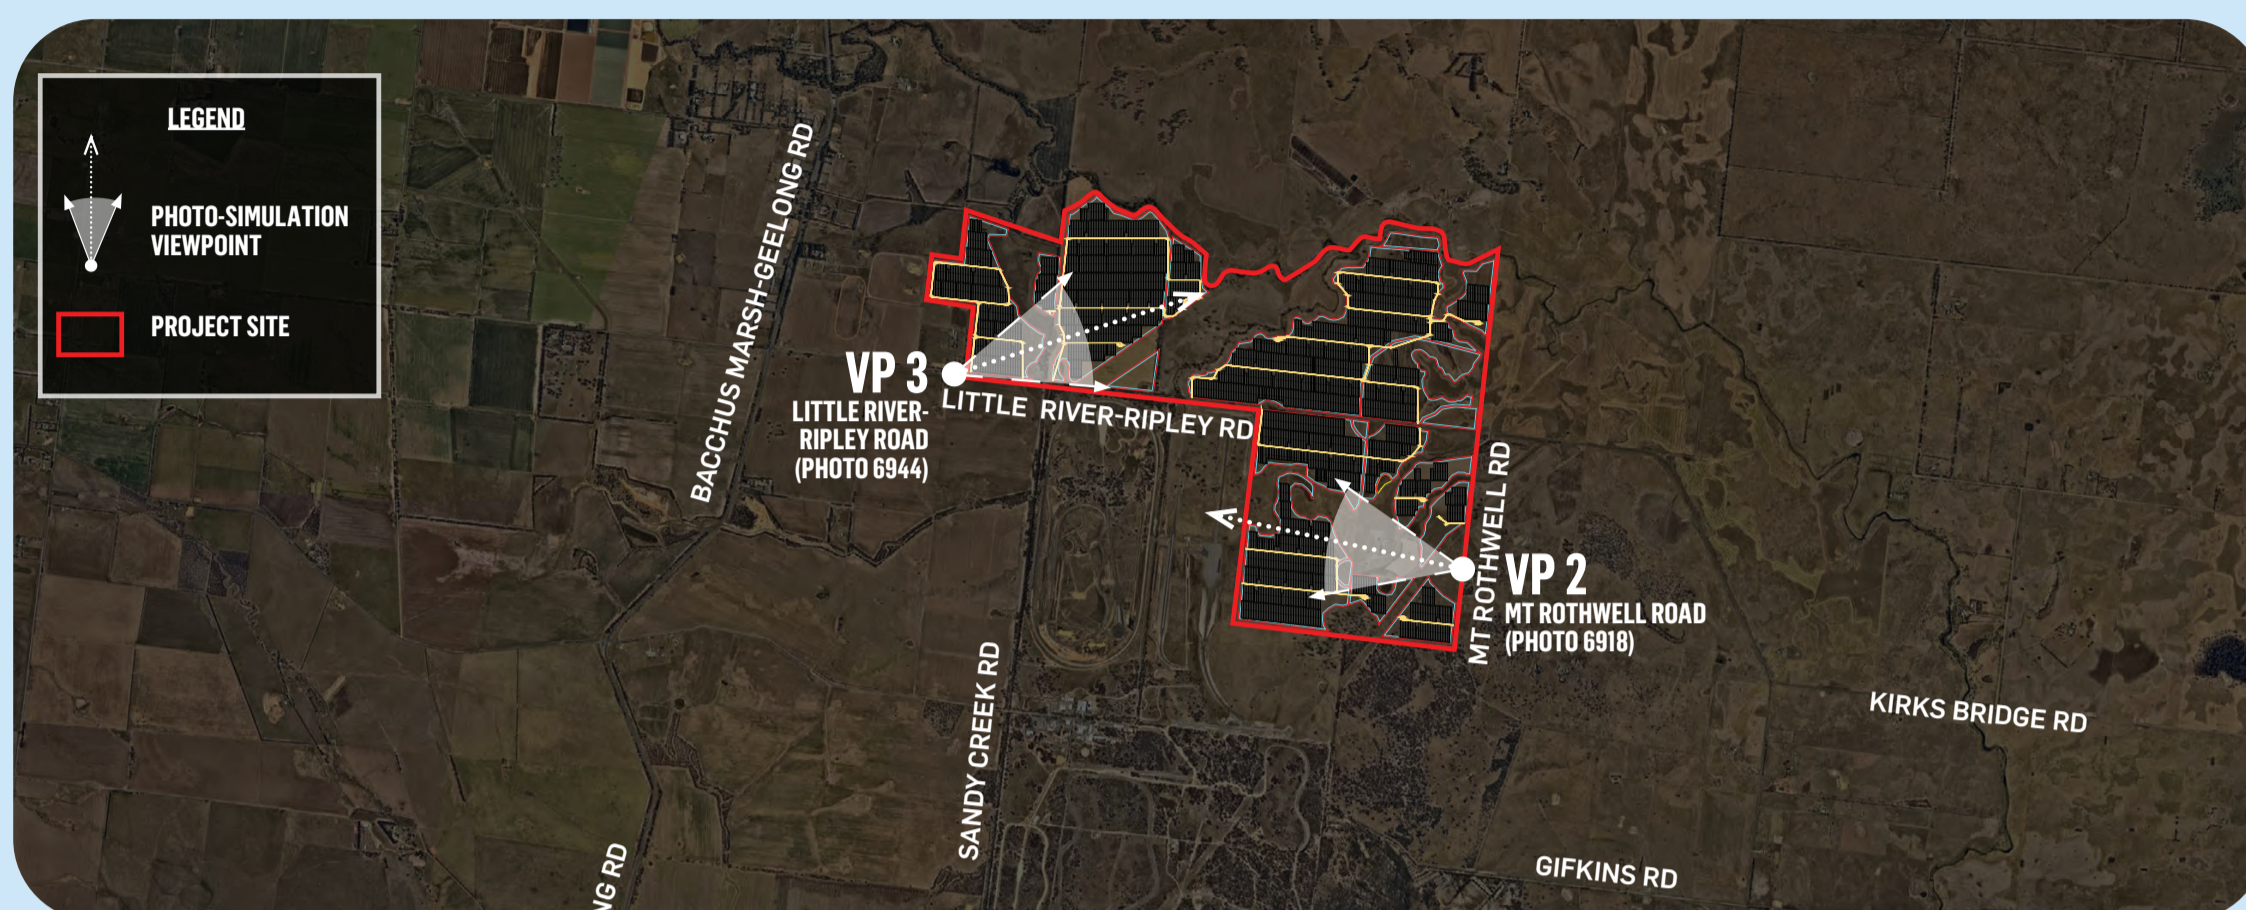 LEGEND
PHOTO-SIMULATION
VIEWPOINT
PROJECT SITE
BACCHUS MARSH-GEELONG RD
VP 3
LITTLE RIVER-
RIPLEY ROAD
(PHOTO 6944)
LITTLE RIVER-RIPLEY RD
MT ROTHWELL RD
VP 2
MT ROTHWELL ROAD
(PHOTO 6918)
SANDY CREEK RD
KIRKS BRIDGE RD
GIFKINS RD
NG RD